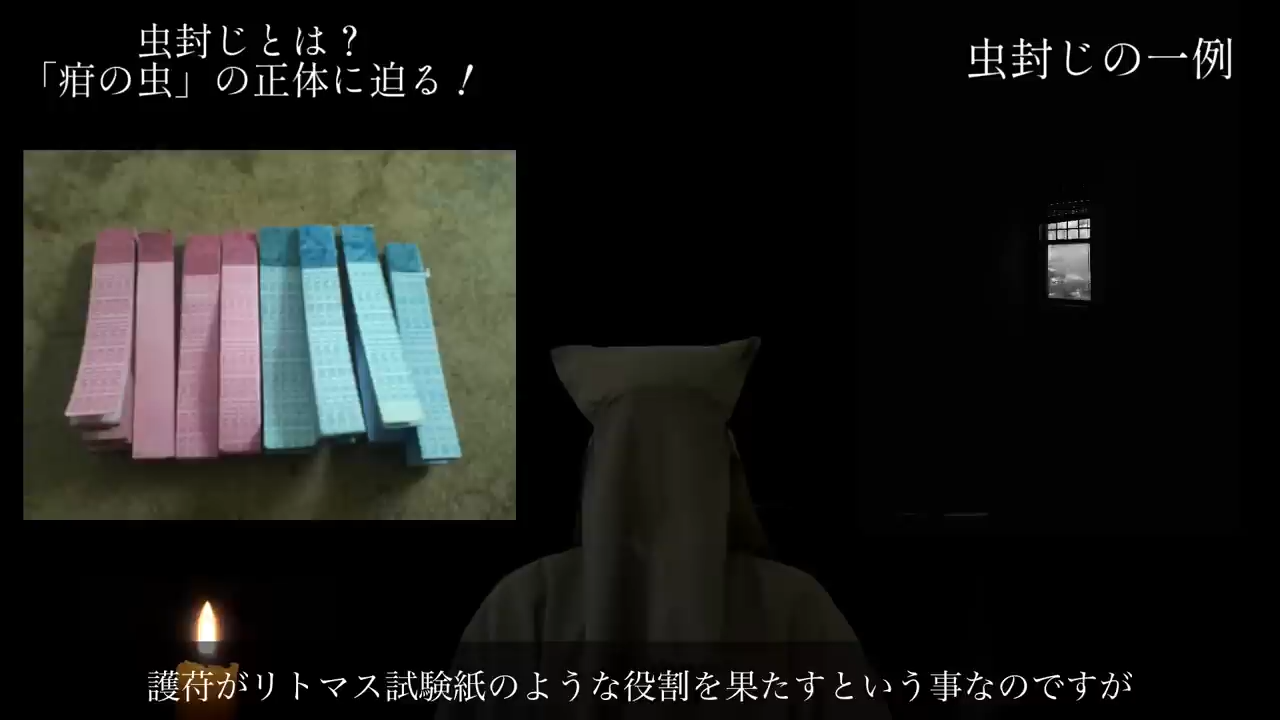 虫封じとは？
「疳の虫」の正体に迫る！
虫封じの一例
護苻がリトマス試験紙のような役割を果たすという事なのですが